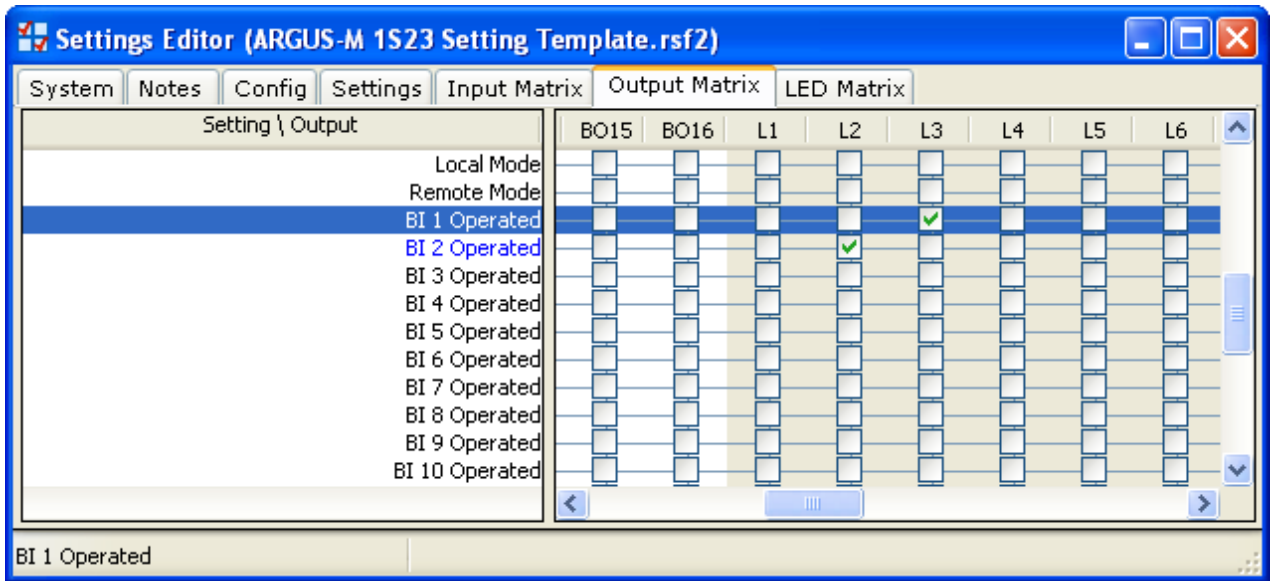 Settings Editor (ARGUS-M 1S23 Setting Template.rsf2)
System Notes Config Settings Input Matrix Output Matrix LED Matrix
Setting \ Output BO15 BO16 L1 L2 L3 L4 L5 L6
Local Mode
Remote Mode
BI 1 Operated
BI 2 Operated
BI 3 Operated
BI 4 Operated
BI 5 Operated
BI 6 Operated
BI 7 Operated
BI 8 Operated
BI 9 Operated
BI 10 Operated
BI 1 Operated